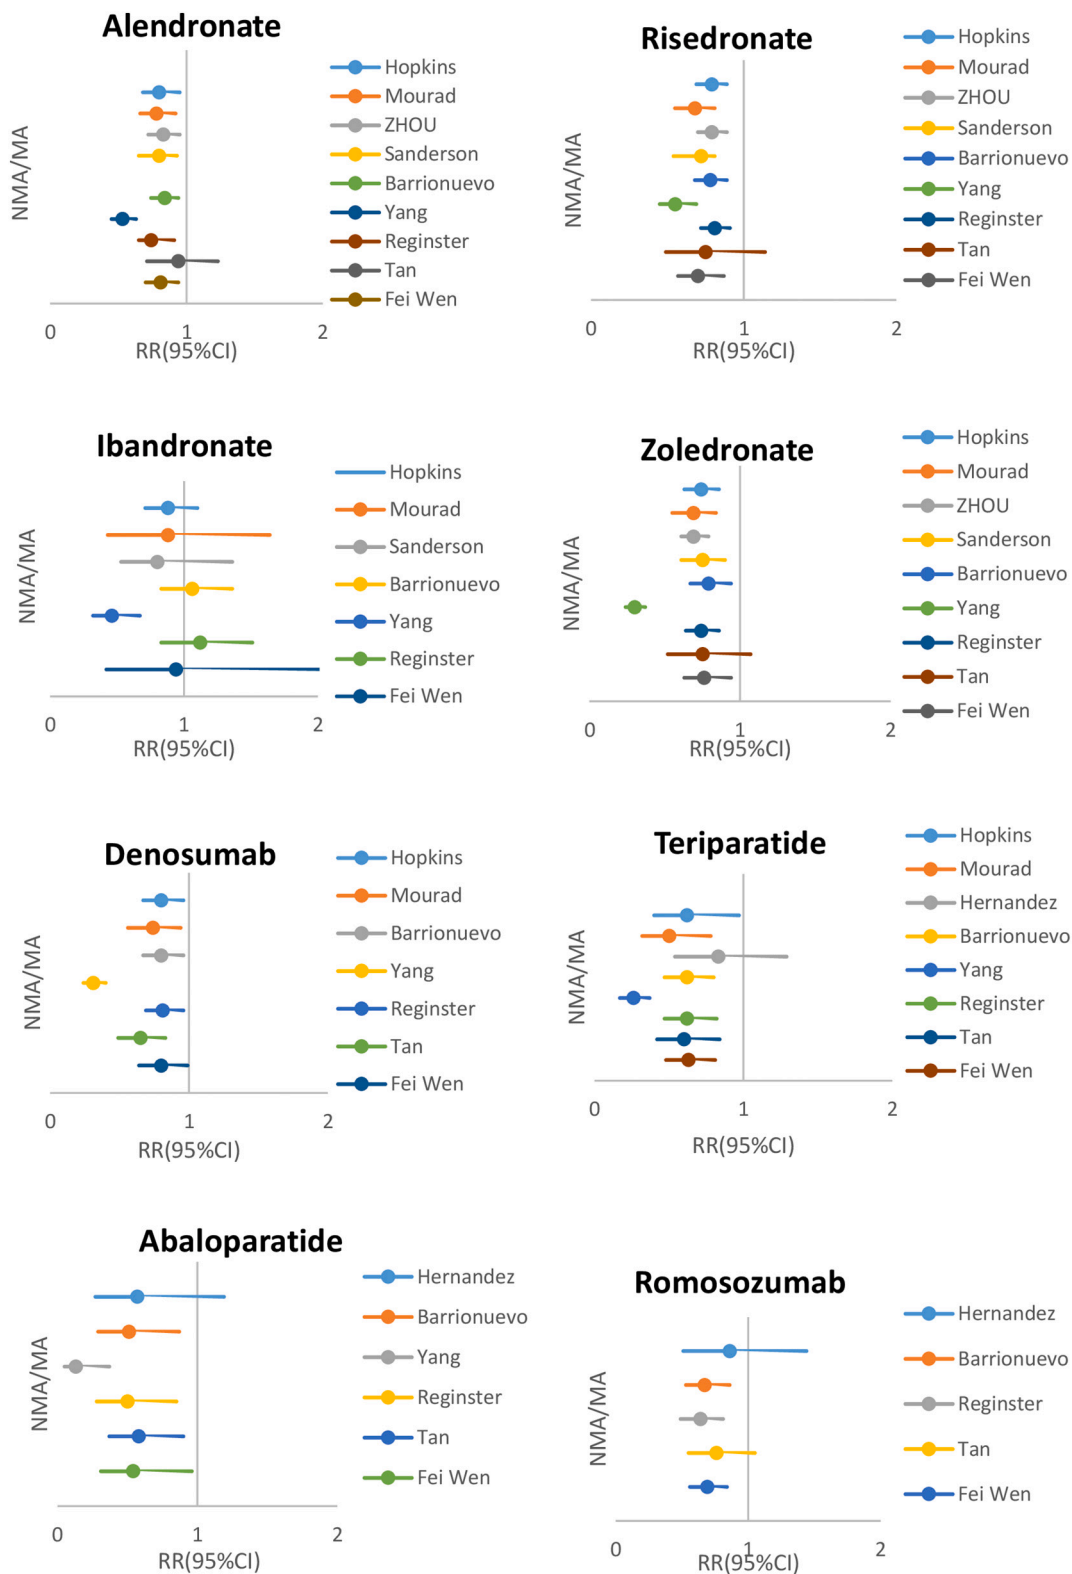 Alendronate
Hopkins
Mourad
ZHOU
Sanderson
Barrionuevo
Yang
Reginster
Tan
Fei Wen
NMA/MA
0 1 2
RR(95%CI)
Risedronate
Hopkins
Mourad
ZHOU
Sanderson
Barrionuevo
Yang
Reginster
Tan
Fei Wen
NMA/MA
0 1 2
RR(95%CI)
Ibandronate
Hopkins
Mourad
Sanderson
Barrionuevo
Yang
Reginster
Fei Wen
NMA/MA
0 1 2
RR(95%CI)
Zoledronate
Hopkins
Mourad
ZHOU
Sanderson
Barrionuevo
Yang
Reginster
Tan
Fei Wen
NMA/MA
0 1 2
RR(95%CI)
Denosumab
Hopkins
Mourad
Barrionuevo
Yang
Reginster
Tan
Fei Wen
NMA/MA
0 1 2
RR(95%CI)
Teriparatide
Hopkins
Mourad
Hernandez
Barrionuevo
Yang
Reginster
Tan
Fei Wen
NMA/MA
0 1 2
RR(95%CI)
Abaloparatide
Hernandez
Barrionuevo
Yang
Reginster
Tan
Fei Wen
NMA/MA
0 1 2
RR(95%CI)
Romosozumab
Hernandez
Barrionuevo
Reginster
Tan
Fei Wen
NMA/MA
0 1 2
RR(95%CI)